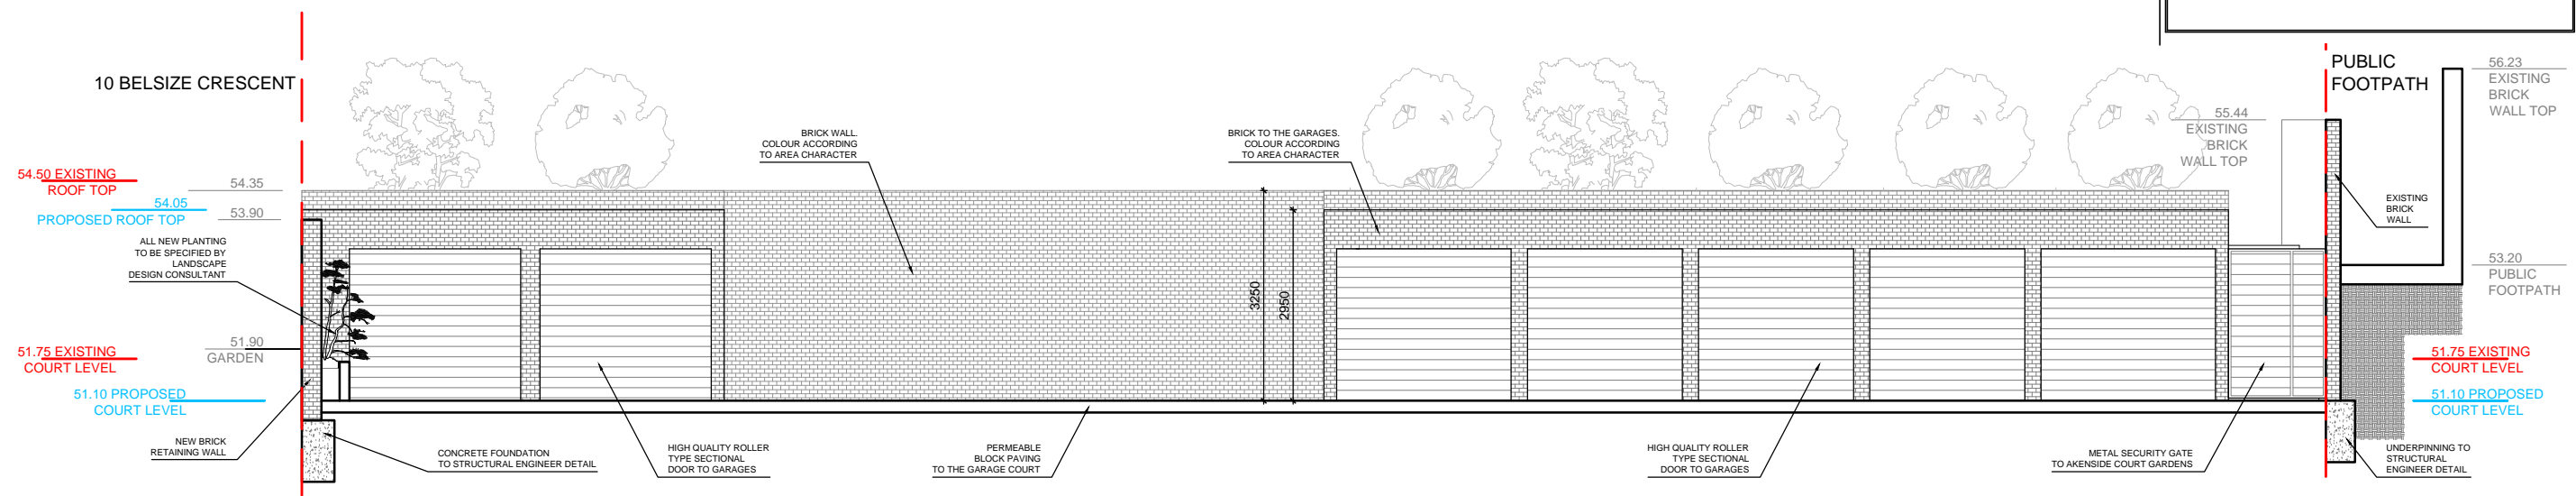 10 BELSIZE CRESCENT
PUBLIC
FOOTPATH
56.23
EXISTING
BRICK
WALL TOP
55.44
EXISTING
BRICK
WALL TOP
BRICK WALL.
COLOUR ACCORDING
TO AREA CHARACTER
BRICK TO THE GARAGES.
COLOUR ACCORDING
TO AREA CHARACTER
54.50 EXISTING
ROOF TOP
54.35
54.05
PROPOSED ROOF TOP
53.90
EXISTING
BRICK
WALL
ALL NEW PLANTING
TO BE SPECIFIED BY
LANDSCAPE
DESIGN CONSULTANT
53.20
PUBLIC
FOOTPATH
3250
2950
51.90
GARDEN
51.75 EXISTING
COURT LEVEL
51.10 PROPOSED
COURT LEVEL
51.75 EXISTING
COURT LEVEL
51.10 PROPOSED
COURT LEVEL
NEW BRICK
RETAINING WALL
CONCRETE FOUNDATION
TO STRUCTURAL ENGINEER DETAIL
HIGH QUALITY ROLLER
TYPE SECTIONAL
DOOR TO GARAGES
PERMEABLE
BLOCK PAVING
TO THE GARAGE COURT
HIGH QUALITY ROLLER
TYPE SECTIONAL
DOOR TO GARAGES
METAL SECURITY GATE
TO AKENSIDE COURT GARDENS
UNDERPINNING TO
STRUCTURAL
ENGINEER DETAIL